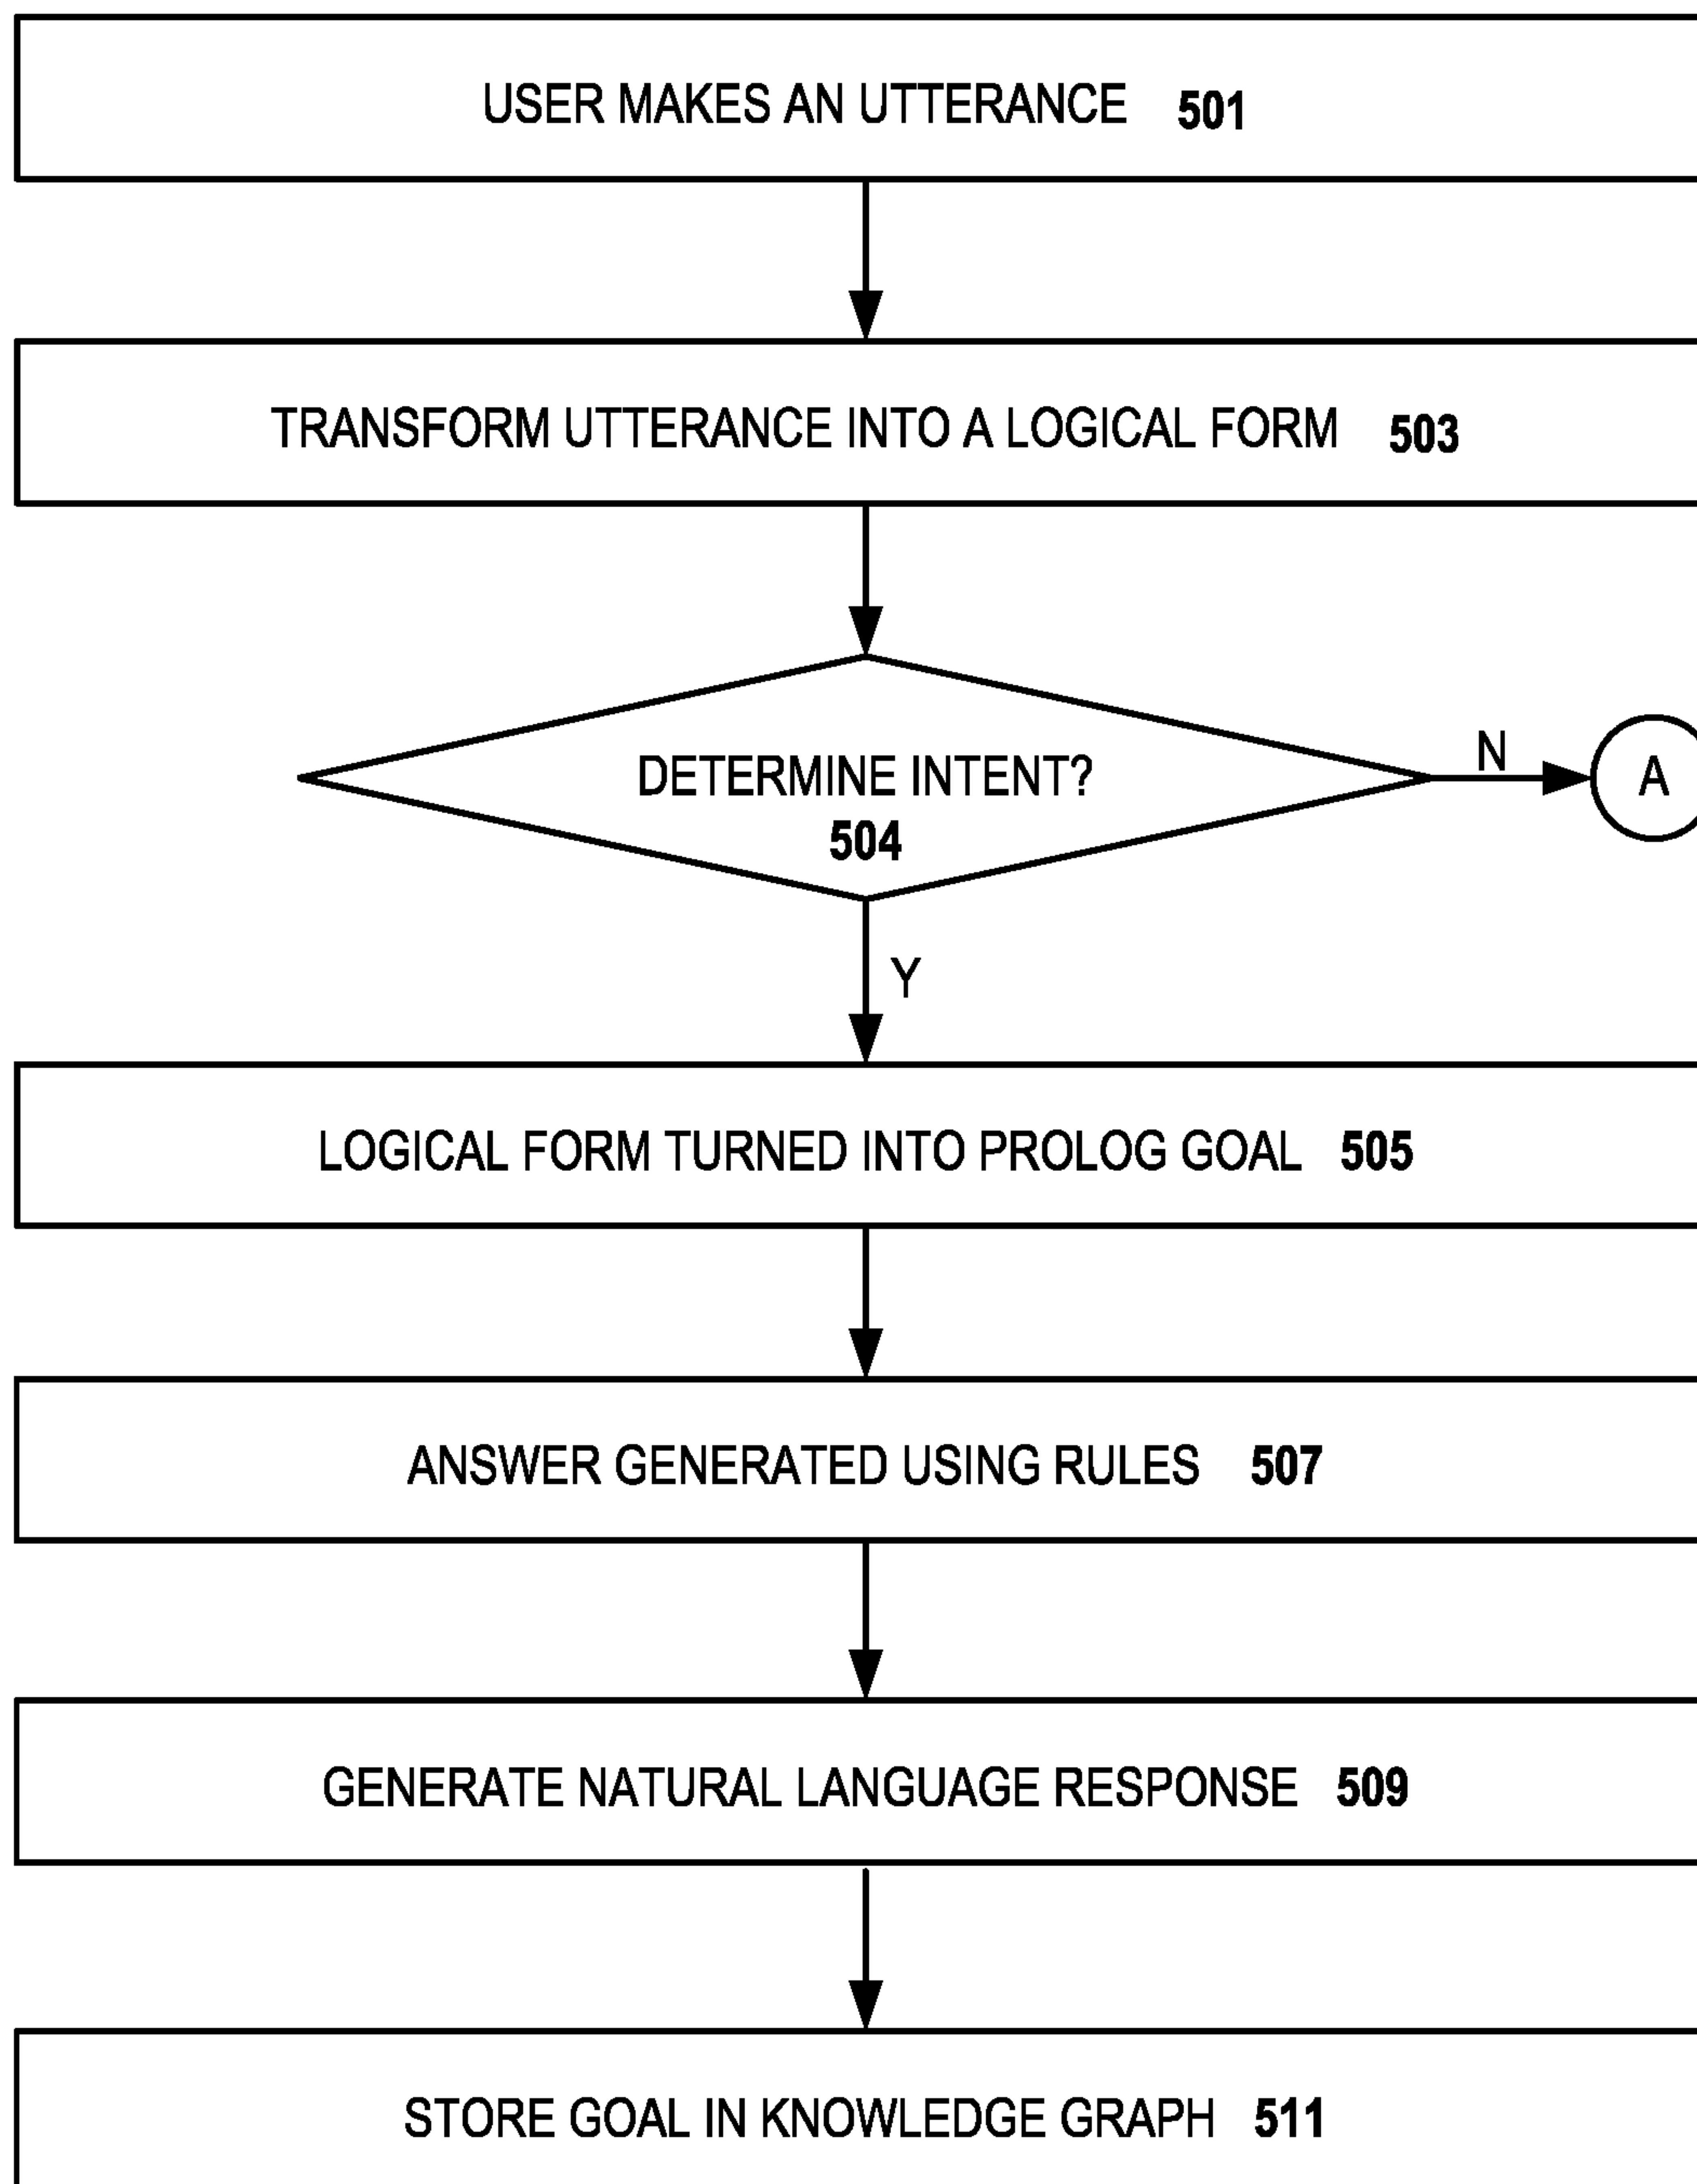 USER MAKES AN UTTERANCE 501
TRANSFORM UTTERANCE INTO A LOGICAL FORM 503
DETERMINE INTENT?
504
N
A
Y
LOGICAL FORM TURNED INTO PROLOG GOAL 505
ANSWER GENERATED USING RULES 507
GENERATE NATURAL LANGUAGE RESPONSE 509
STORE GOAL IN KNOWLEDGE GRAPH 511